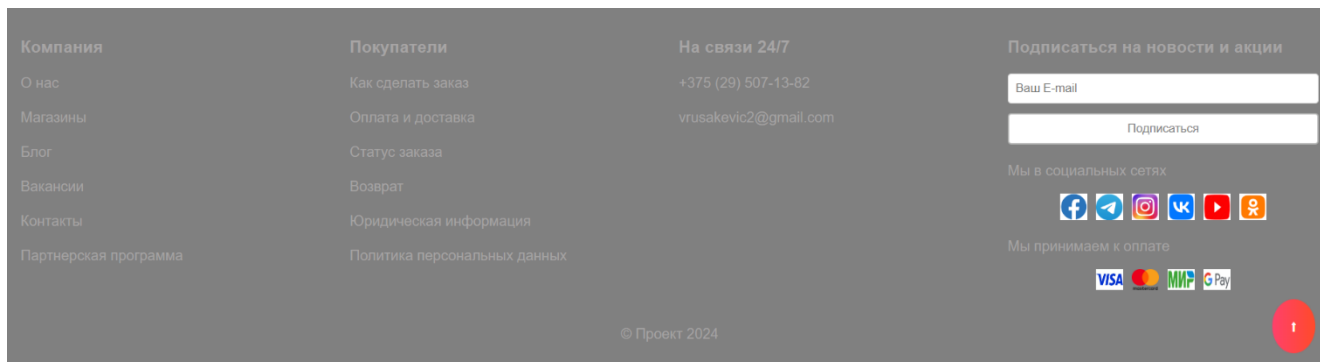 Компания
О нас
Магазины
Блог
Вакансии
Контакты
Партнерская программа
Покупатели
Как сделать заказ
Оплата и доставка
Статус заказа
Возврат
Юридическая информация
Политика персональных данных
На связи 24/7
+375 (29) 507-13-82
vrusakevic2@gmail.com
Подписаться на новости и акции
Ваш E-mail
Подписаться
Мы в социальных сетях
Мы принимаем к оплате
VISA
МИР
G Pay
© Проект 2024